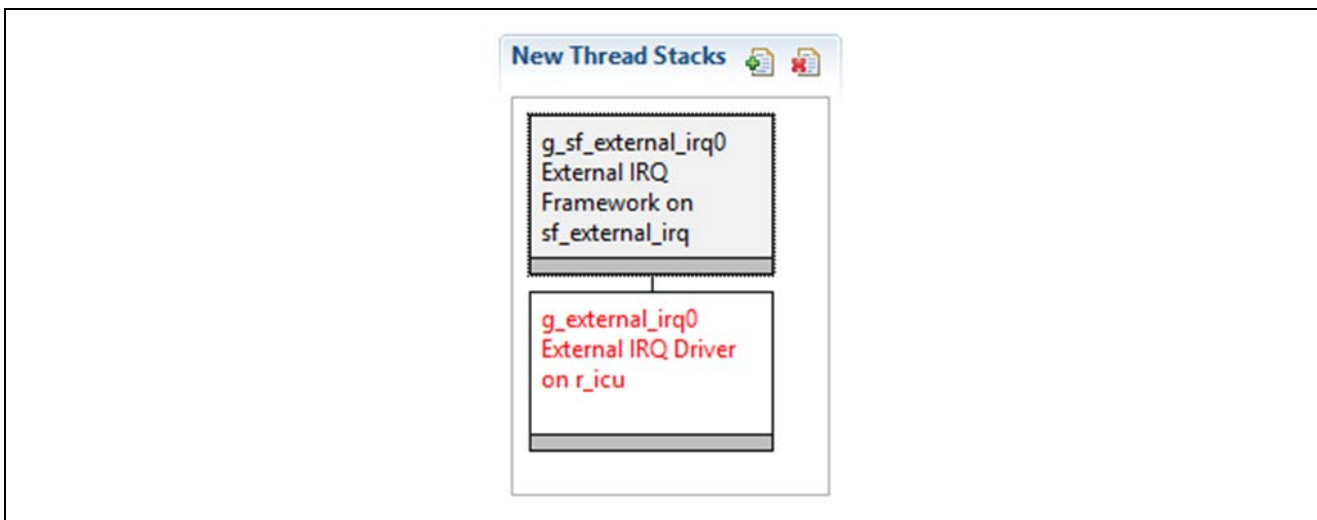 New Thread Stacks
g_sf_external_irq0
External IRQ
Framework on
sf_external_irq
g_external_irq0
External IRQ Driver
on r_icu